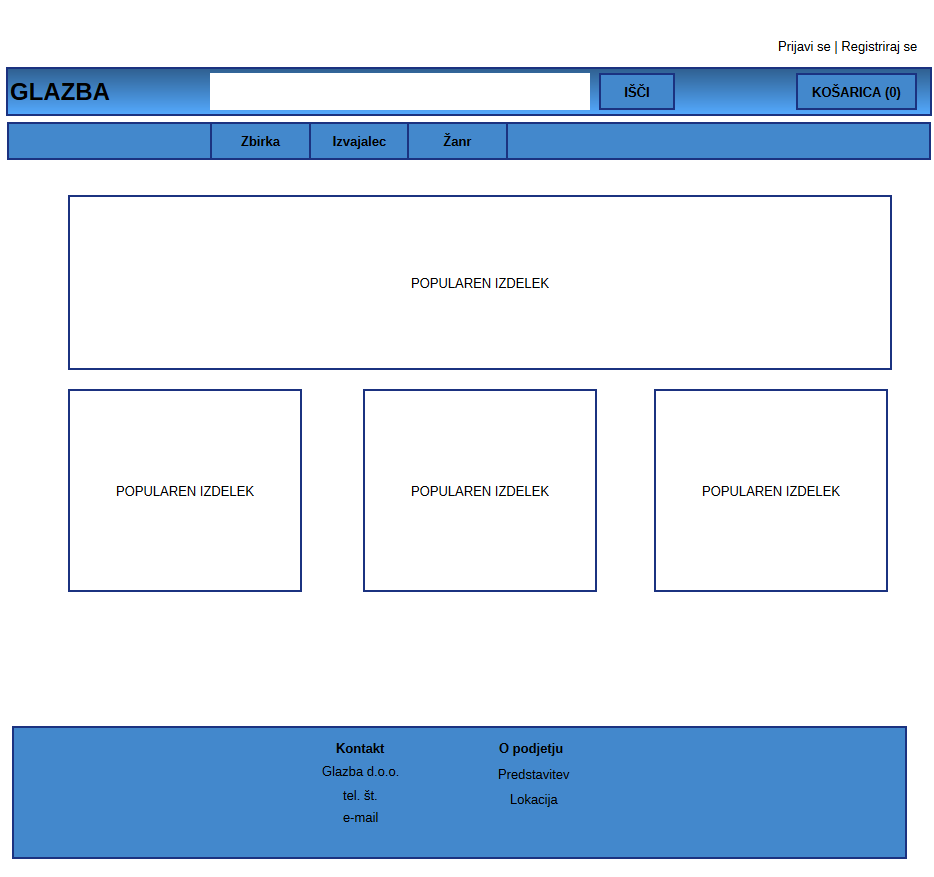 Prijavi se | Registriraj se
GLAZBA
IŠČI
KOŠARICA (0)
Zbirka
Izvajalec
Žanr
POPULAREN IZDELEK
POPULAREN IZDELEK
POPULAREN IZDELEK
POPULAREN IZDELEK
Kontakt
Glazba d.o.o.
tel. št.
e-mail
O podjetju
Predstavitev
Lokacija